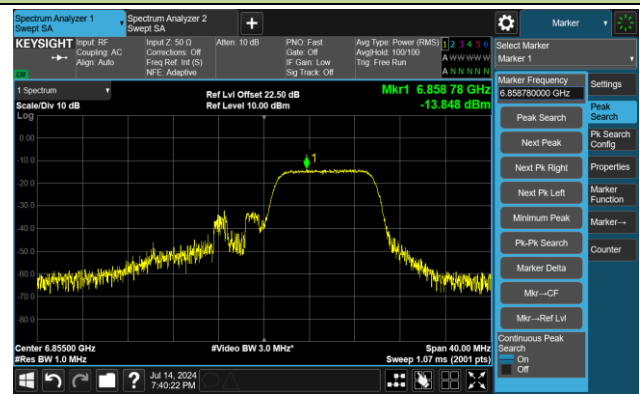 Spectrum Analyzer 1
Swept SA
Spectrum Analyzer 2
Swept SA
+
Marker
KEYSIGHT
Input: RF
Coupling: AC
Align: Auto
Input Z: 50 Ω
Corrections: Off
Freq Ref: Int (S)
NFE: Adaptive
Atten: 10 dB
PNO: Fast
Gate: Off
IF Gain: Low
Sig Track: Off
Avg Type: Power (RMS)
Avg|Hold: 100/100
Trig: Free Run
1 2 3 4 5 6
A W W W W W
A N N N N N
LXI
Select Marker
Marker 1
1 Spectrum
Scale/Div 10 dB
Log
Ref Lvl Offset 22.50 dB
Ref Level 10.00 dBm
Mkr1 6.858 78 GHz
-13.848 dBm
0.00
-10.0
-20.0
-30.0
-40.0
-50.0
-60.0
-70.0
-80.0
1
Center 6.85500 GHz
#Res BW 1.0 MHz
#Video BW 3.0 MHz*
Span 40.00 MHz
Sweep 1.07 ms (2001 pts)
Marker Frequency
6.858780000 GHz
Peak Search
Next Peak
Next Pk Right
Next Pk Left
Minimum Peak
Pk-Pk Search
Marker Delta
Mkr→CF
Mkr→Ref Lvl
Continuous Peak
Search
On
Off
Settings
Peak
Search
Pk Search
Config
Properties
Marker
Function
Marker→
Counter
?
Jul 14, 2024
7:40:22 PM